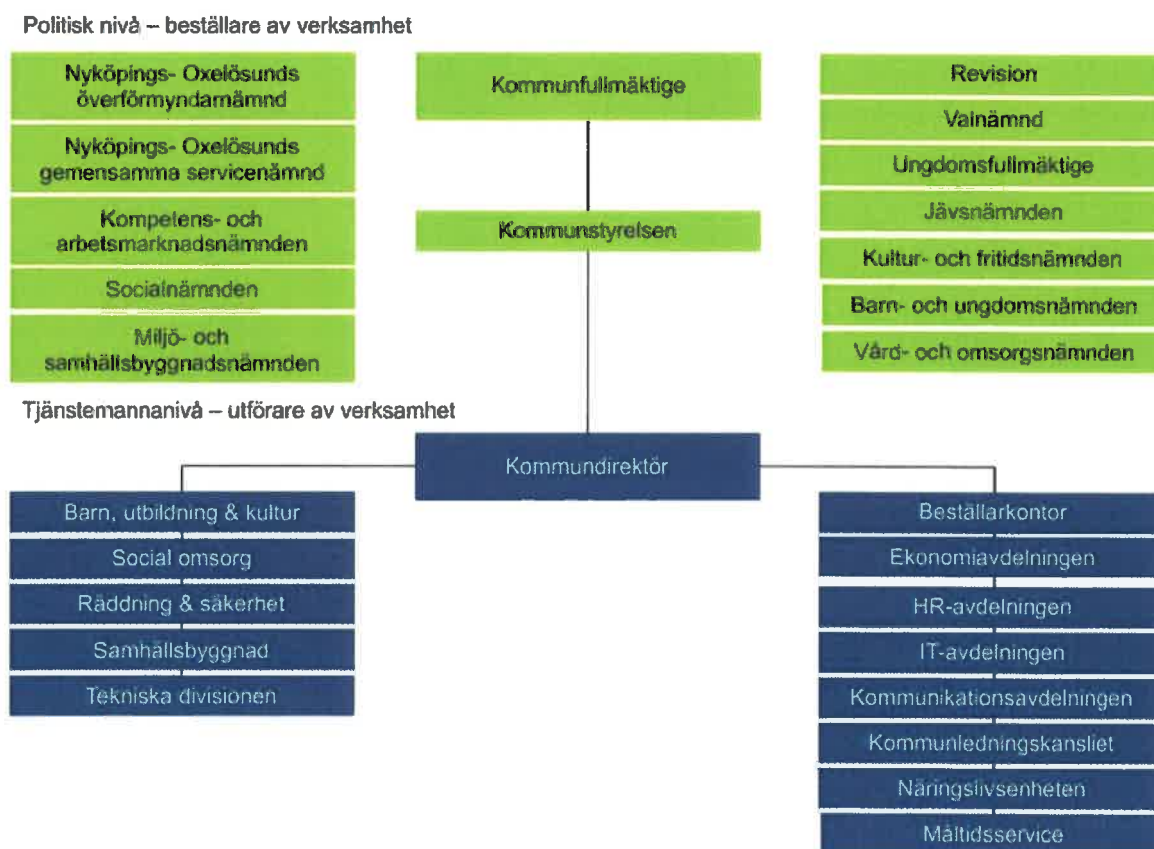 Politisk nivå – beställare av verksamhet
Nyköpings- Oxelösunds
överförmyndarnämnd
Nyköpings- Oxelösunds
gemensamma servicenämnd
Kompetens- och
arbetsmarknadsnämnden
Socialnämnden
Miljö- och
samhällsbyggnadsnämnden
Kommunfullmäktige
Kommunstyrelsen
Revision
Valnämnd
Ungdomsfullmäktige
Jävsnämnden
Kultur- och fritidsnämnden
Barn- och ungdomsnämnden
Vård- och omsorgsnämnden
Tjänstemannanivå – utförare av verksamhet
Kommundirektör
Barn, utbildning & kultur
Social omsorg
Räddning & säkerhet
Samhällsbyggnad
Tekniska divisionen
Beställarkontor
Ekonomiavdelningen
HR-avdelningen
IT-avdelningen
Kommunikationsavdelningen
Kommunledningskansliet
Näringslivsenheten
Måltidsservice